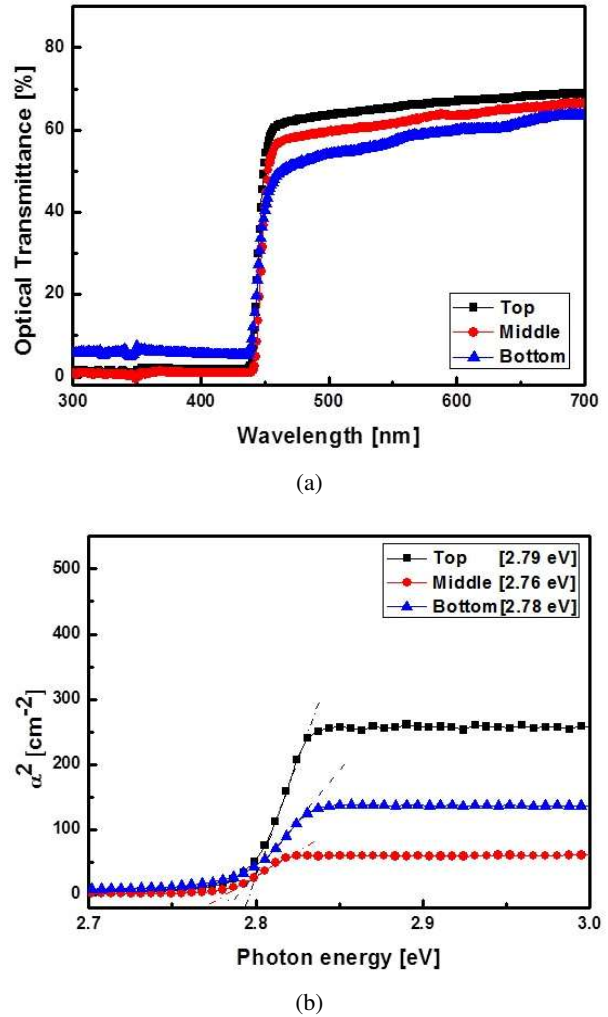 80
60
40
20
0
Optical Transmittance [%]
Top
Middle
Bottom
300 400 500 600 700
Wavelength [nm]
(a)
500
400
300
200
100
0
α² [cm⁻²]
Top [2.79 eV]
Middle [2.76 eV]
Bottom [2.78 eV]
2.7 2.8 2.9 3.0
Photon energy [eV]
(b)